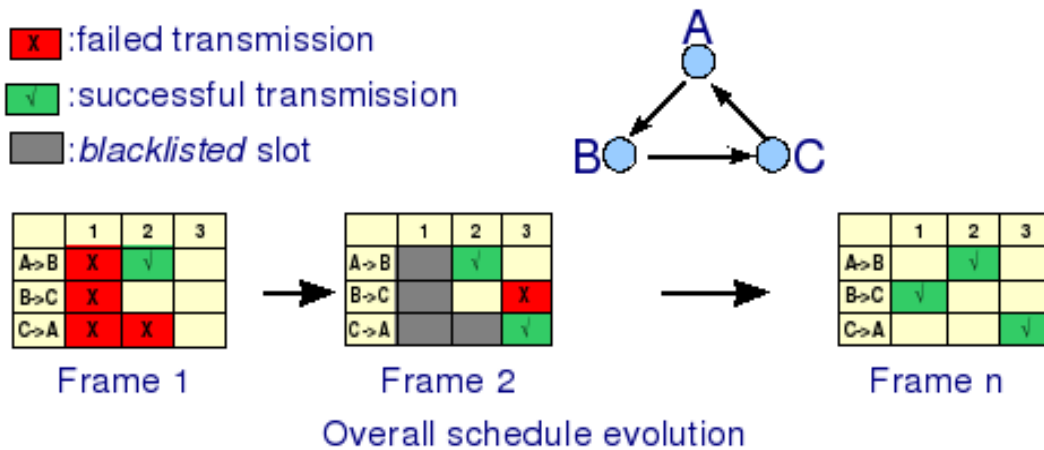 A
X :failed transmission
√ :successful transmission
:blacklisted slot
B C
1 2 3
A->B X √
B->C X
C->A X X
Frame 1
1 2 3
A->B √
B->C X
C->A √
Frame 2
1 2 3
A->B √
B->C √
C->A √
Frame n
Overall schedule evolution